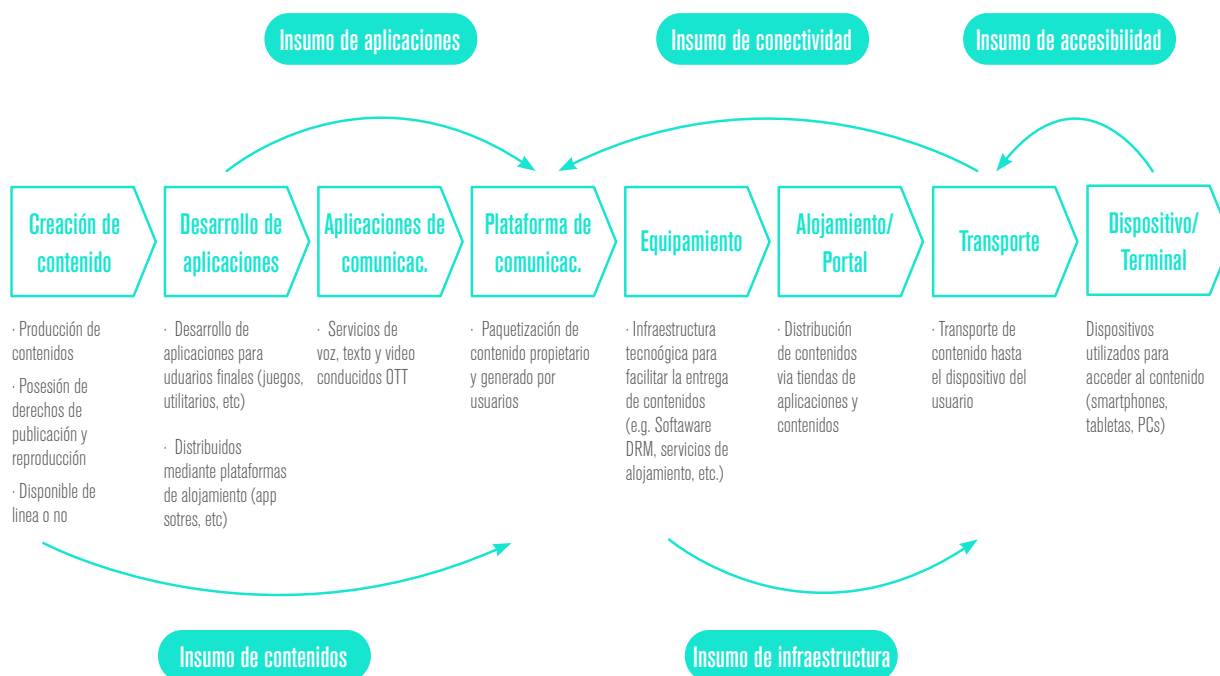 Insumo de aplicaciones
Insumo de conectividad
Insumo de accesibilidad
Creación de
contenido
Desarrollo de
aplicaciones
Aplicaciones de
comunicac.
Plataforma de
comunicac.
Equipamiento
Alojamiento/
Portal
Transporte
Dispositivo/
Terminal
· Producción de
contenidos
· Posesión de
derechos de
publicación y
reproducción
· Disponible de
linea o no
· Desarrollo de
aplicaciones para
uduarios finales (juegos,
utilitarios, etc)
· Distribuidos
mediante plataformas
de alojamiento (app
sotres, etc)
· Servicios de
voz, texto y video
conducidos OTT
· Paquetización de
contenido propietario
y generado por
usuarios
· Infraestructura
tecnoógica para
facilitar la entrega
de contenidos
(e.g. Softaware
DRM, servicios de
alojamiento, etc.)
· Distribución
de contenidos
via tiendas de
aplicaciones y
contenidos
· Transporte de
contenido hasta
el dispositivo del
usuario
Dispositivos
utilizados para
acceder al contenido
(smartphones,
tabletas, PCs)
Insumo de contenidos
Insumo de infraestructura